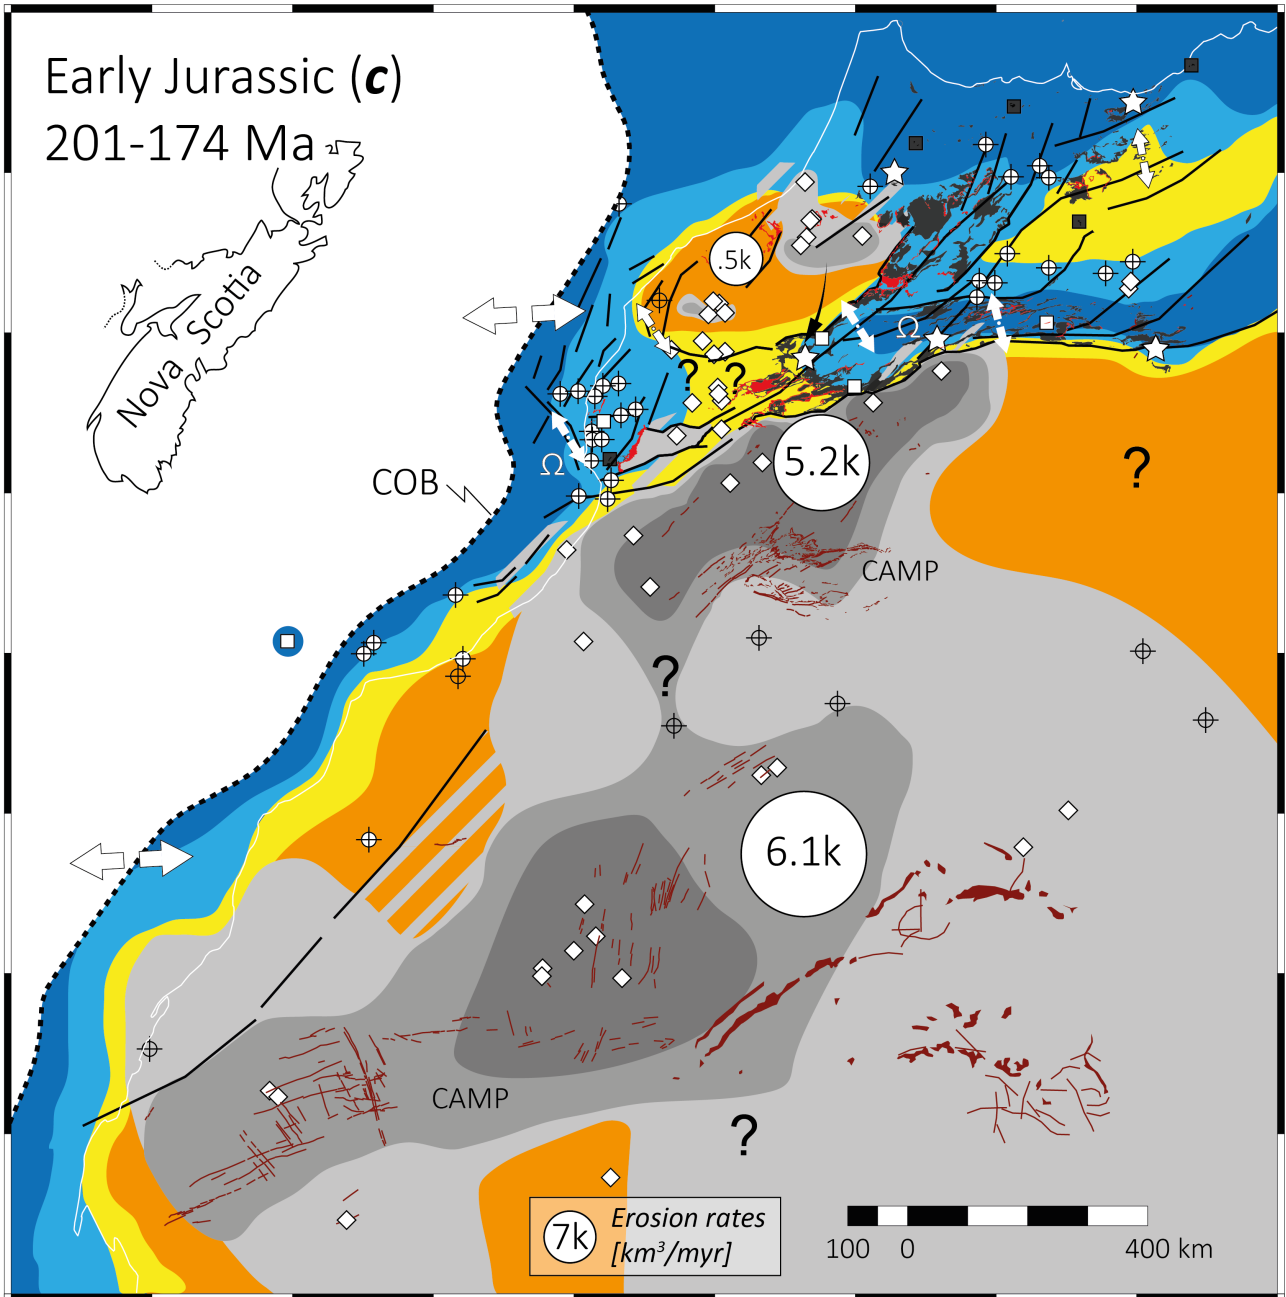 Early Jurassic (c)
201-174 Ma
Nova Scotia
.5k
?
?
Ω
5.2k
?
Ω
COB
CAMP
?
6.1k
CAMP
?
7k
Erosion rates
[km³/myr]
100 0 400 km